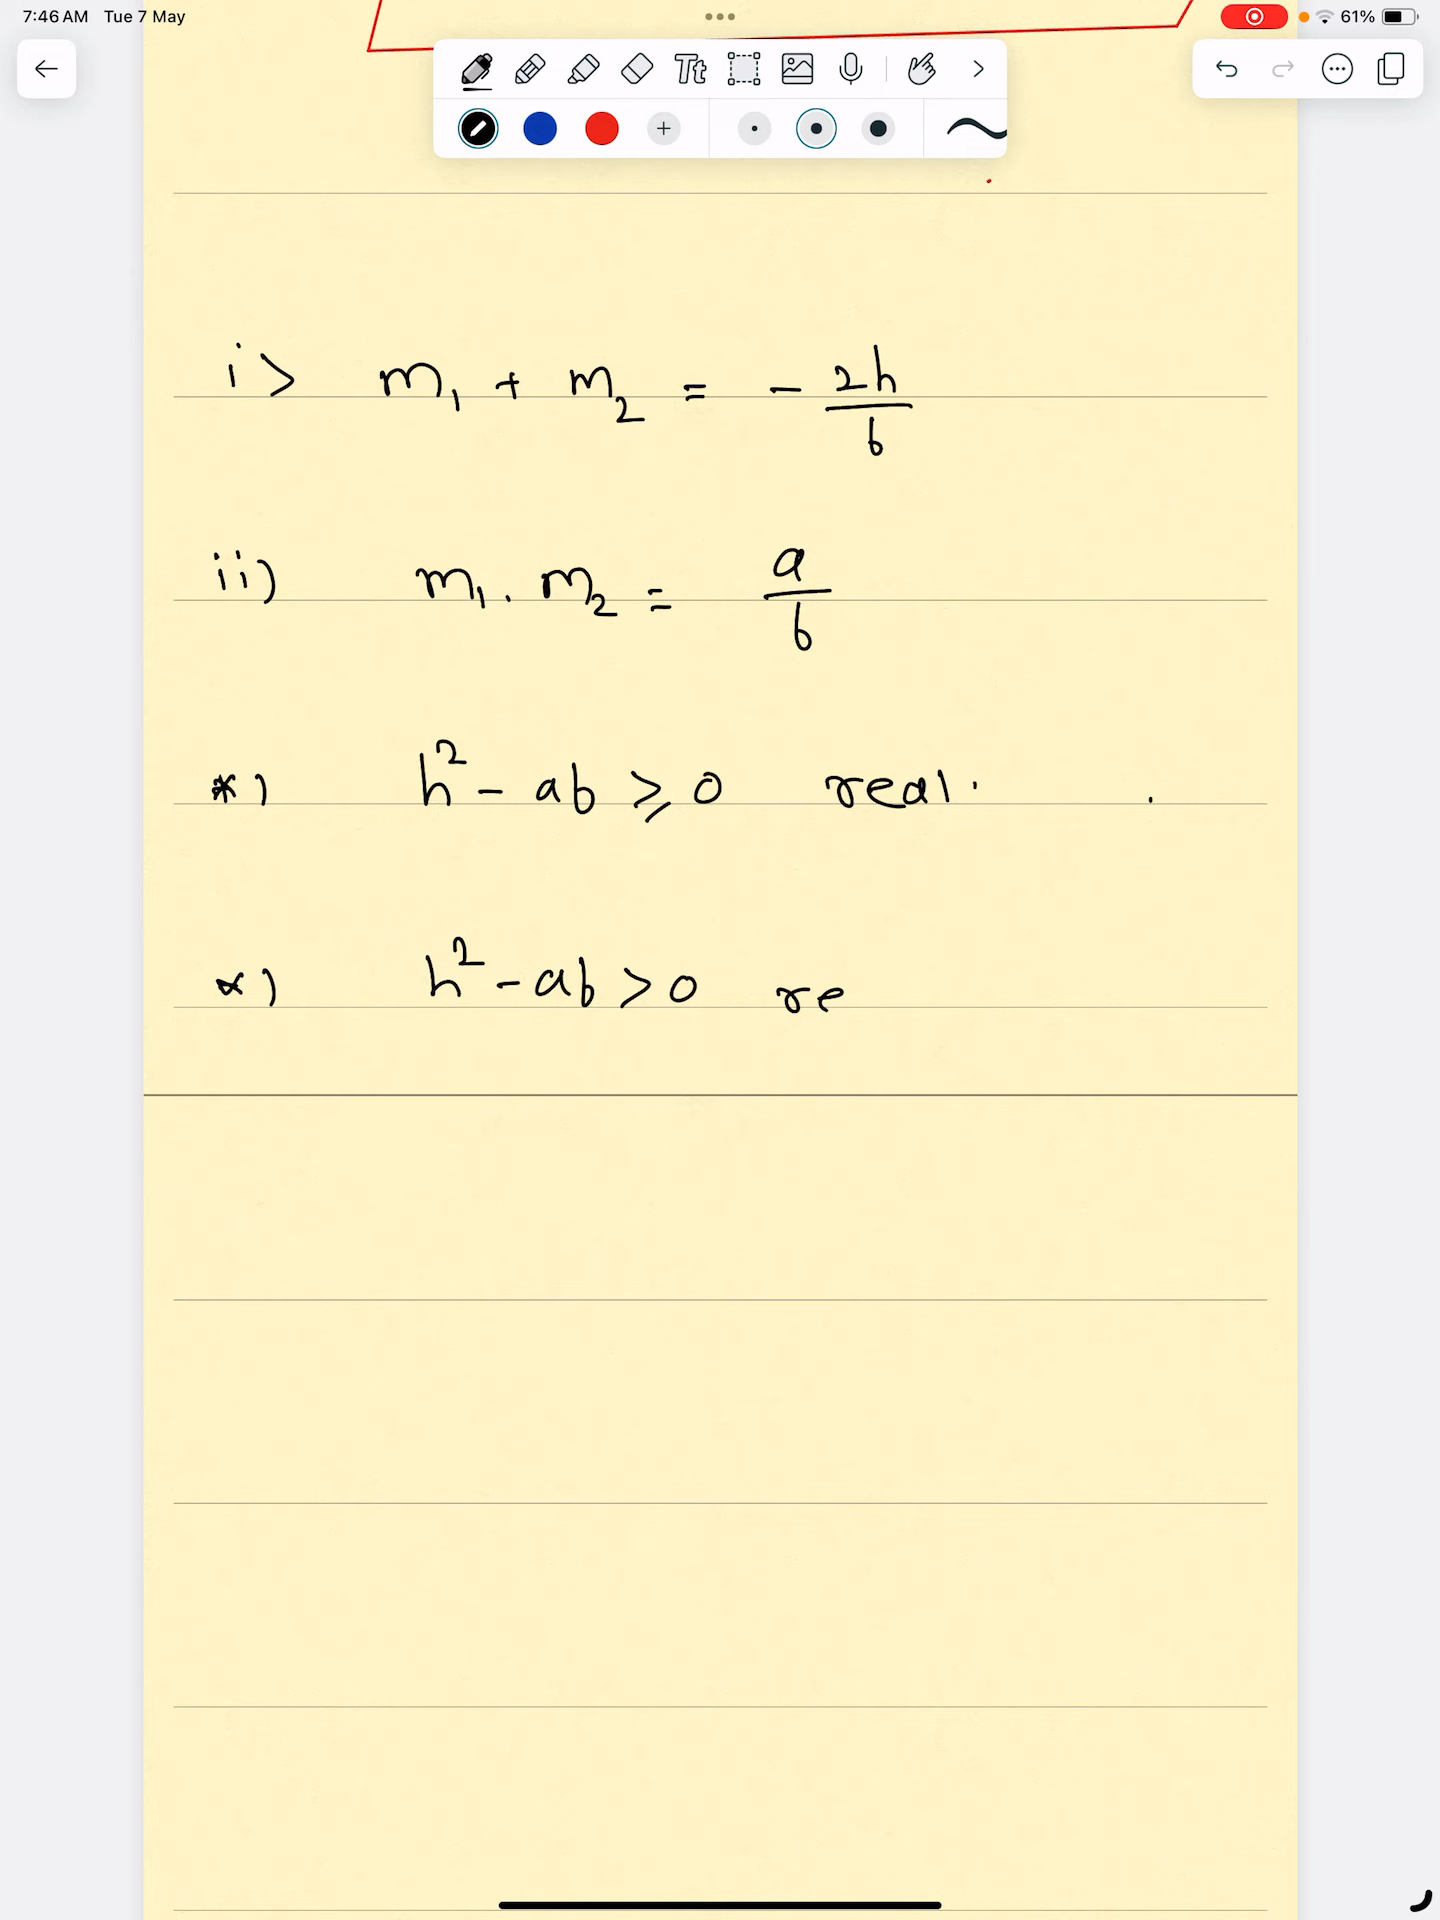 7:46 AM Tue 7 May
61%
Tt
i> m₁ + m₂ = - 2h/b
ii) m₁ . m₂ = a/b
*) h² - ab ⩾ 0 real.
*) h² - ab > 0 re